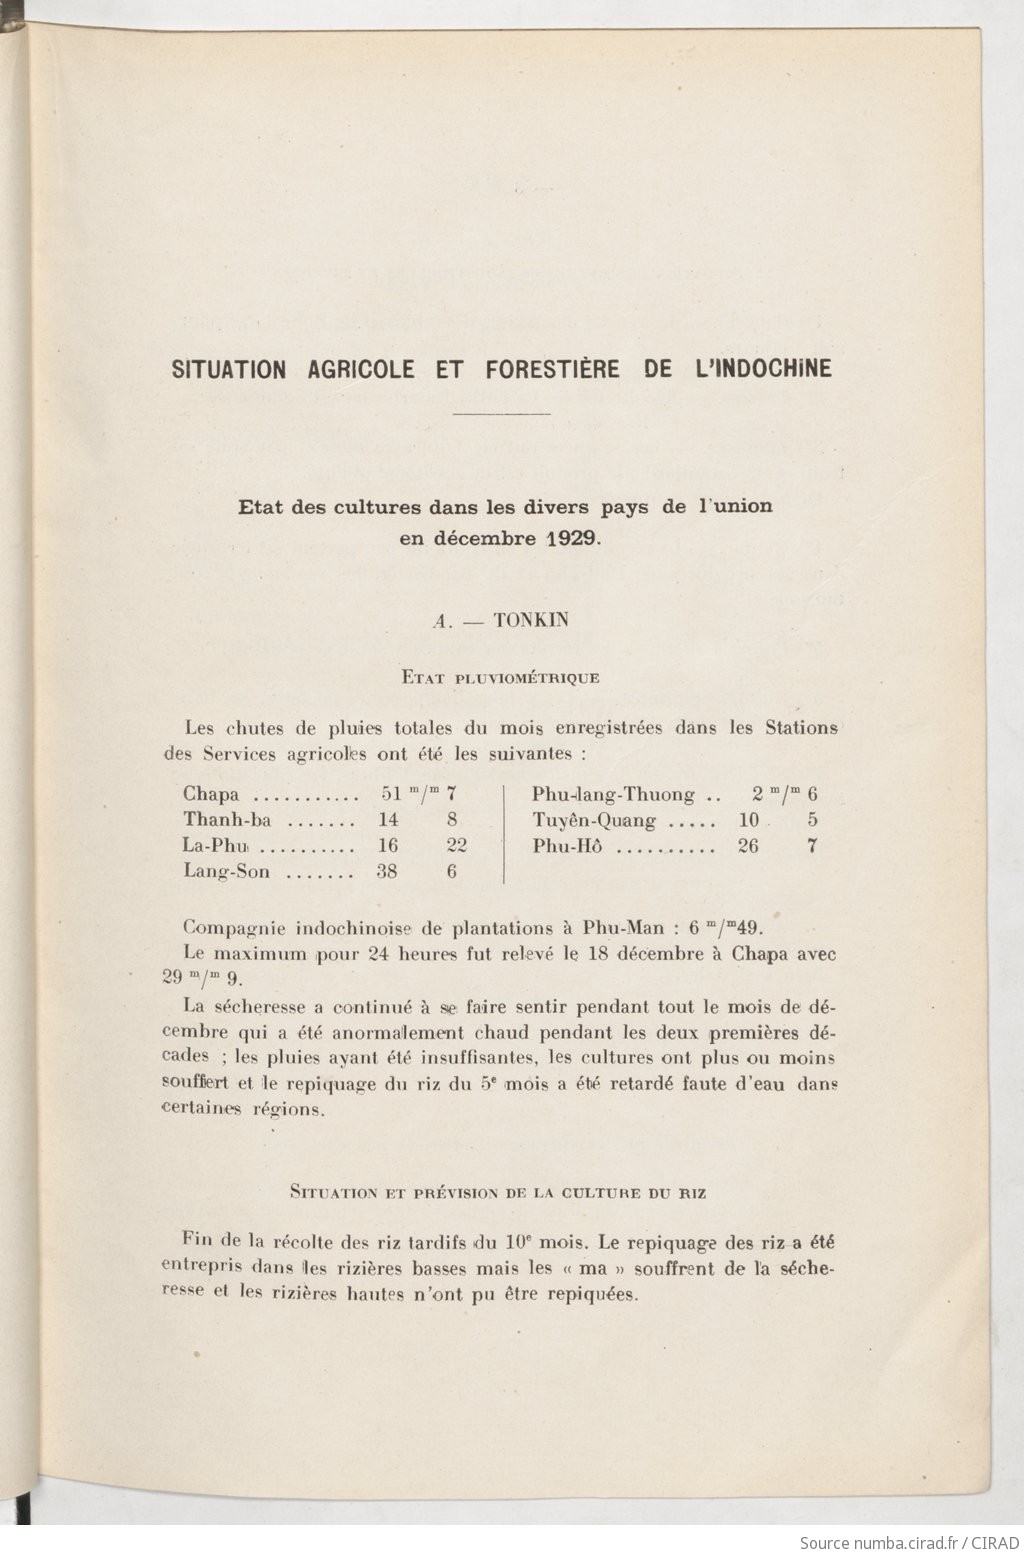 SITUATION AGRICOLE ET FORESTIÈRE DE L'INDOCHINE
Etat des cultures dans les divers pays de l'union
en décembre 1929.
A. — TONKIN
ETAT PLUVIOMÉTRIQUE
Les chutes de pluies totales du mois enregistrées dans les Stations
des Services agricoles ont été les suivantes :
Chapa ........... 51 m/m 7
Thanh-ba ....... 14 8
La-Phu .......... 16 22
Lang-Son ....... 38 6
Phu-lang-Thuong .. 2 m/m 6
Tuyên-Quang ..... 10 5
Phu-Hô .......... 26 7
Compagnie indochinoise de plantations à Phu-Man : 6 m/m49.
Le maximum pour 24 heures fut relevé le 18 décembre à Chapa avec
29 m/m 9.
La sécheresse a continué à se faire sentir pendant tout le mois de dé-
cembre qui a été anormalement chaud pendant les deux premières dé-
cades ; les pluies ayant été insuffisantes, les cultures ont plus ou moins
souffert et le repiquage du riz du 5e mois a été retardé faute d'eau dans
certaines régions.
SITUATION ET PRÉVISION DE LA CULTURE DU RIZ
Fin de la récolte des riz tardifs du 10e mois. Le repiquage des riz a été
entrepris dans les rizières basses mais les « ma » souffrent de la séche-
resse et les rizières hautes n'ont pu être repiquées.
Source numba.cirad.fr / CIRAD